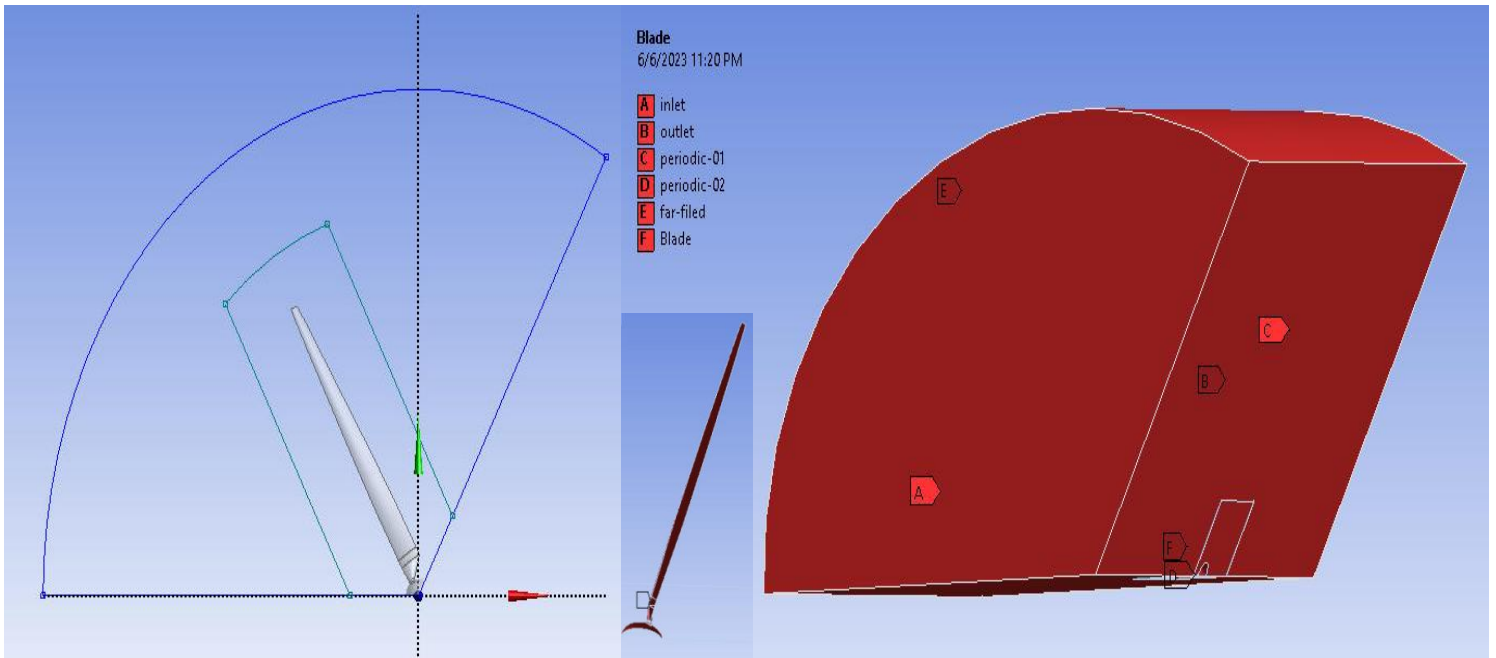 Blade
6/6/2023 11:20 PM
A inlet
B outlet
C periodic-01
D periodic-02
E far-filed
F Blade
E
C
B
A
F
D